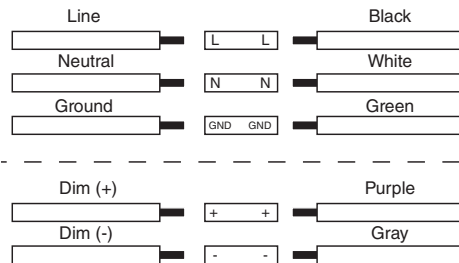 Line Black
L L
Neutral White
N N
Ground Green
GND GND
Dim (+) Purple
+ +
Dim (-) Gray
- -